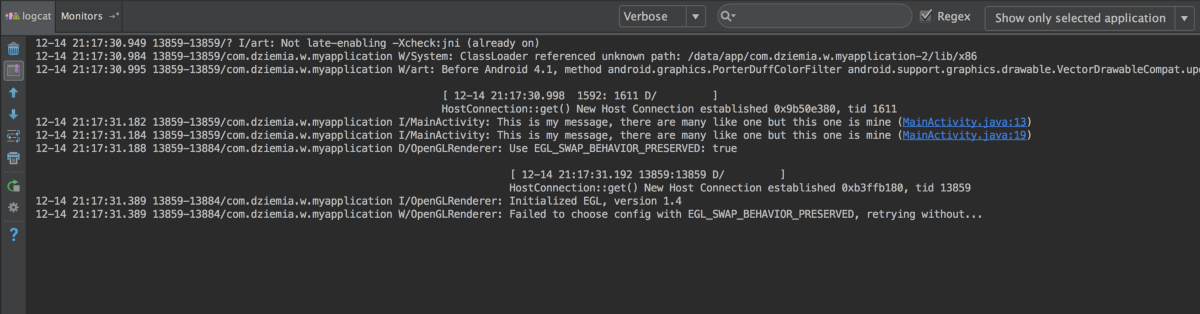 logcat Monitors Verbose Regex Show only selected application
12-14 21:17:30.949 13859-13859/? I/art: Not late-enabling -Xcheck:jni (already on)
12-14 21:17:30.984 13859-13859/com.dziemia.w.myapplication W/System: ClassLoader referenced unknown path: /data/app/com.dziemia.w.myapplication-2/lib/x86
12-14 21:17:30.995 13859-13859/com.dziemia.w.myapplication W/art: Before Android 4.1, method android.graphics.PorterDuffColorFilter android.support.graphics.drawable.VectorDrawableCompat.upd
[ 12-14 21:17:30.998  1592: 1611 D/         ]
HostConnection::get() New Host Connection established 0x9b50e380, tid 1611
12-14 21:17:31.182 13859-13859/com.dziemia.w.myapplication I/MainActivity: This is my message, there are many like one but this one is mine (MainActivity.java:13)
12-14 21:17:31.184 13859-13859/com.dziemia.w.myapplication I/MainActivity: This is my message, there are many like one but this one is mine (MainActivity.java:19)
12-14 21:17:31.188 13859-13884/com.dziemia.w.myapplication D/OpenGLRenderer: Use EGL_SWAP_BEHAVIOR_PRESERVED: true
[ 12-14 21:17:31.192 13859:13859 D/         ]
HostConnection::get() New Host Connection established 0xb3ffb180, tid 13859
12-14 21:17:31.389 13859-13884/com.dziemia.w.myapplication I/OpenGLRenderer: Initialized EGL, version 1.4
12-14 21:17:31.389 13859-13884/com.dziemia.w.myapplication W/OpenGLRenderer: Failed to choose config with EGL_SWAP_BEHAVIOR_PRESERVED, retrying without...